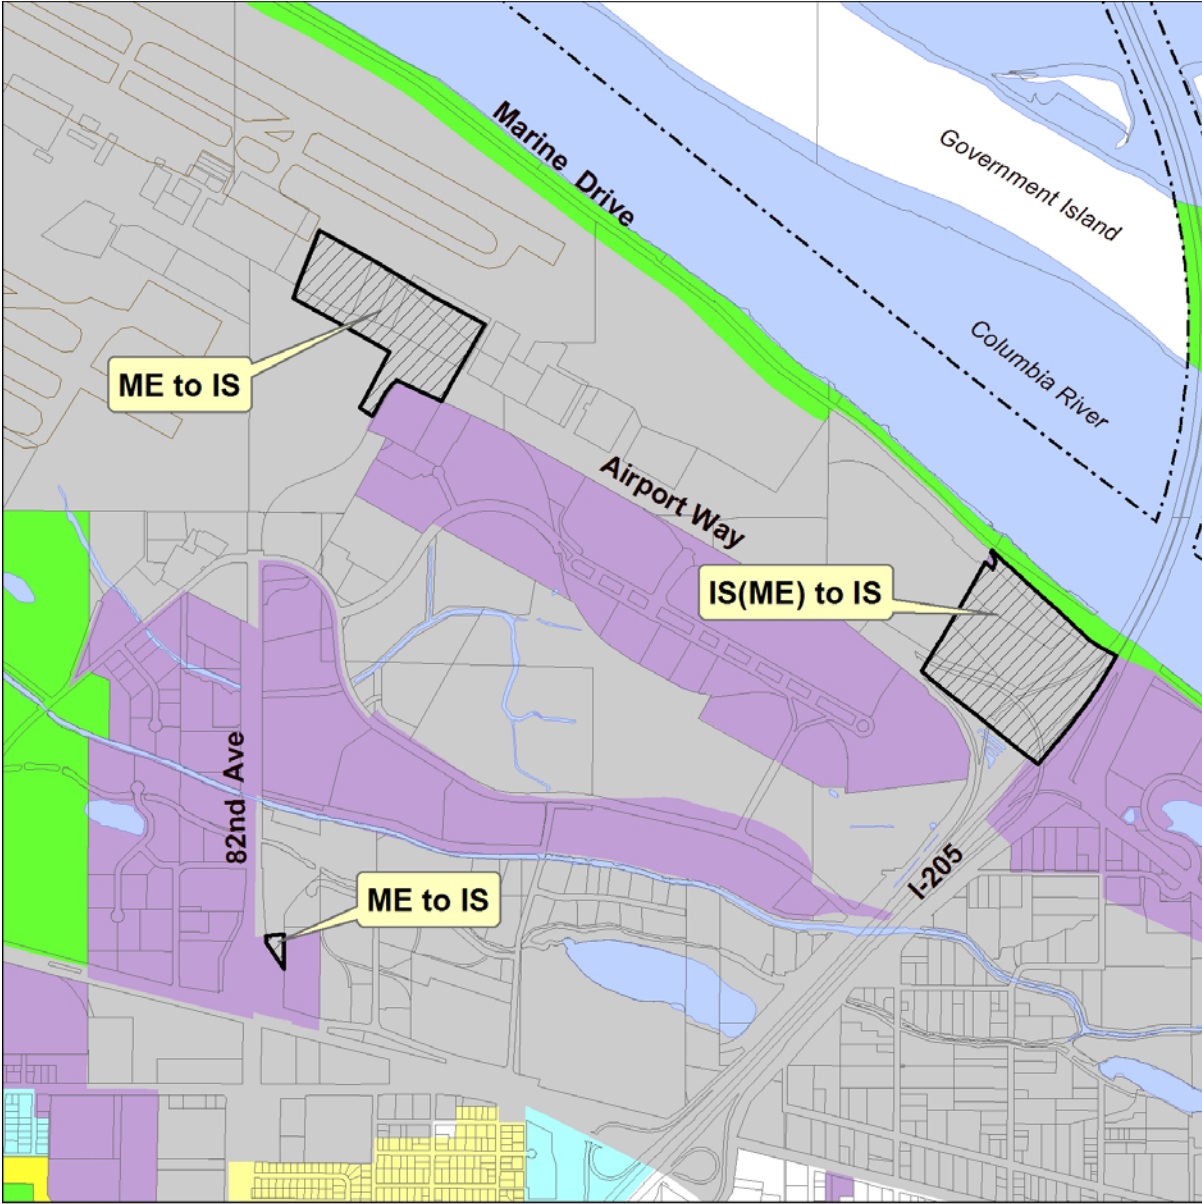 Marine Drive
Government Island
Columbia River
ME to IS
Airport Way
IS(ME) to IS
82nd Ave
I-205
ME to IS